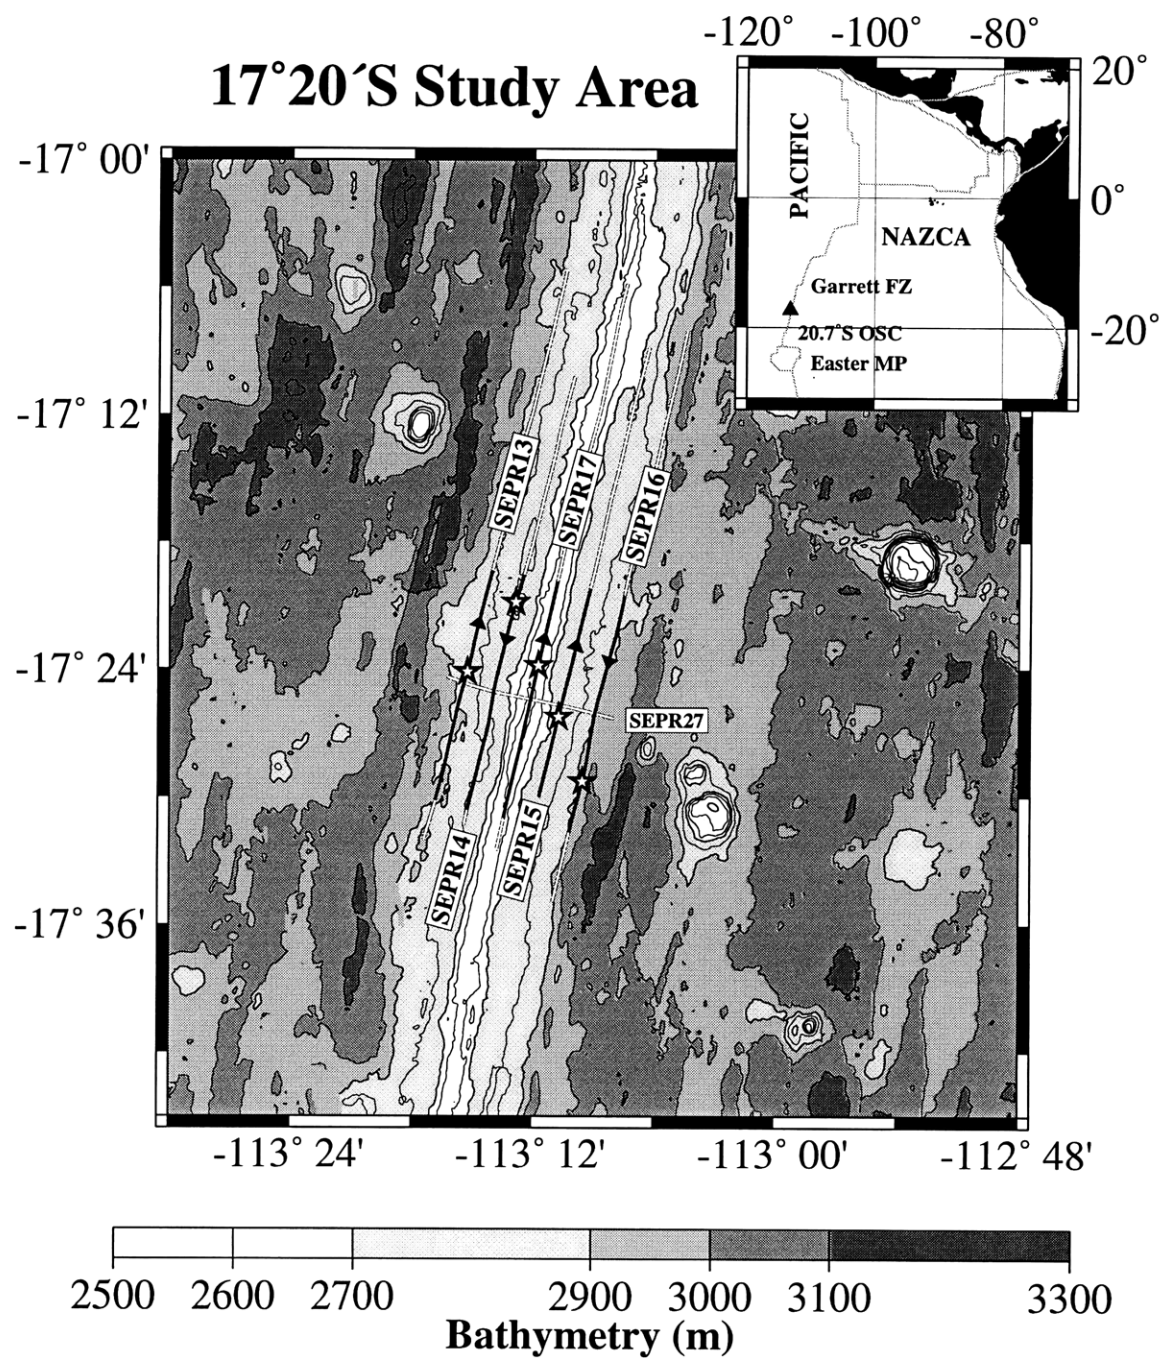 -120° -100° -80°
17°20´S Study Area
20°
-17° 00'
PACIFIC
0°
NAZCA
Garrett FZ
20.7°S OSC
-20°
Easter MP
-17° 12'
SEPR13
SEPR17
SEPR16
-17° 24'
SEPR27
SEPR14
SEPR15
-17° 36'
-113° 24' -113° 12' -113° 00' -112° 48'
2500 2600 2700 2900 3000 3100 3300
Bathymetry (m)